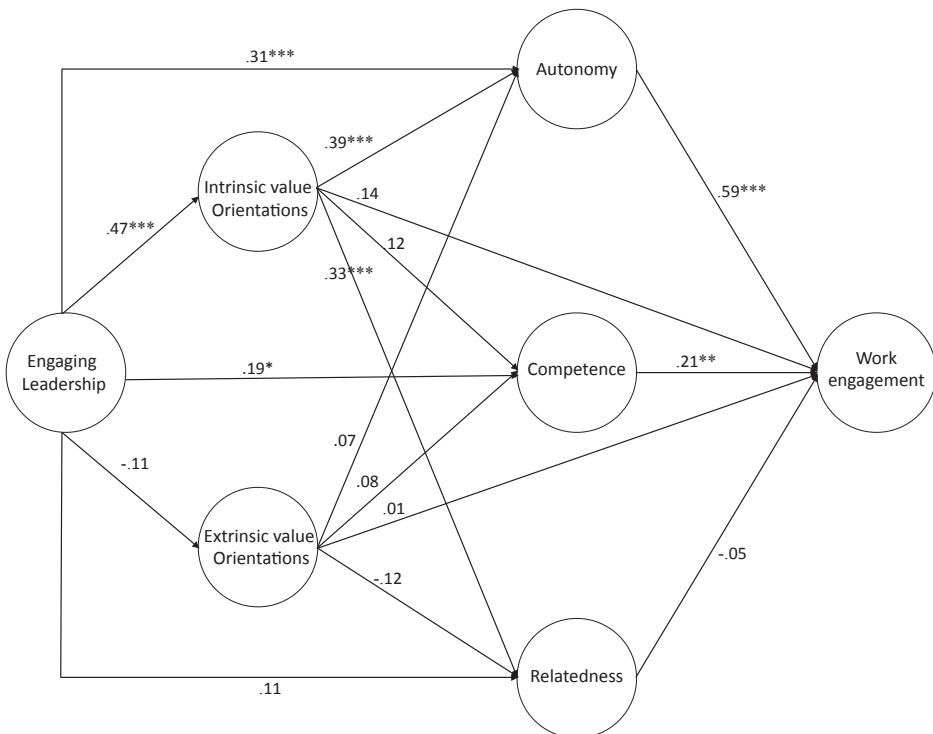 .31***
Autonomy
.39***
Intrinsic value
Orientations
.14
.59***
.47***
.12
.33***
Engaging
Leadership
.19*
Competence
.21**
Work
engagement
.07
-.11
.08
.01
Extrinsic value
Orientations
-.05
-.12
Relatedness
.11